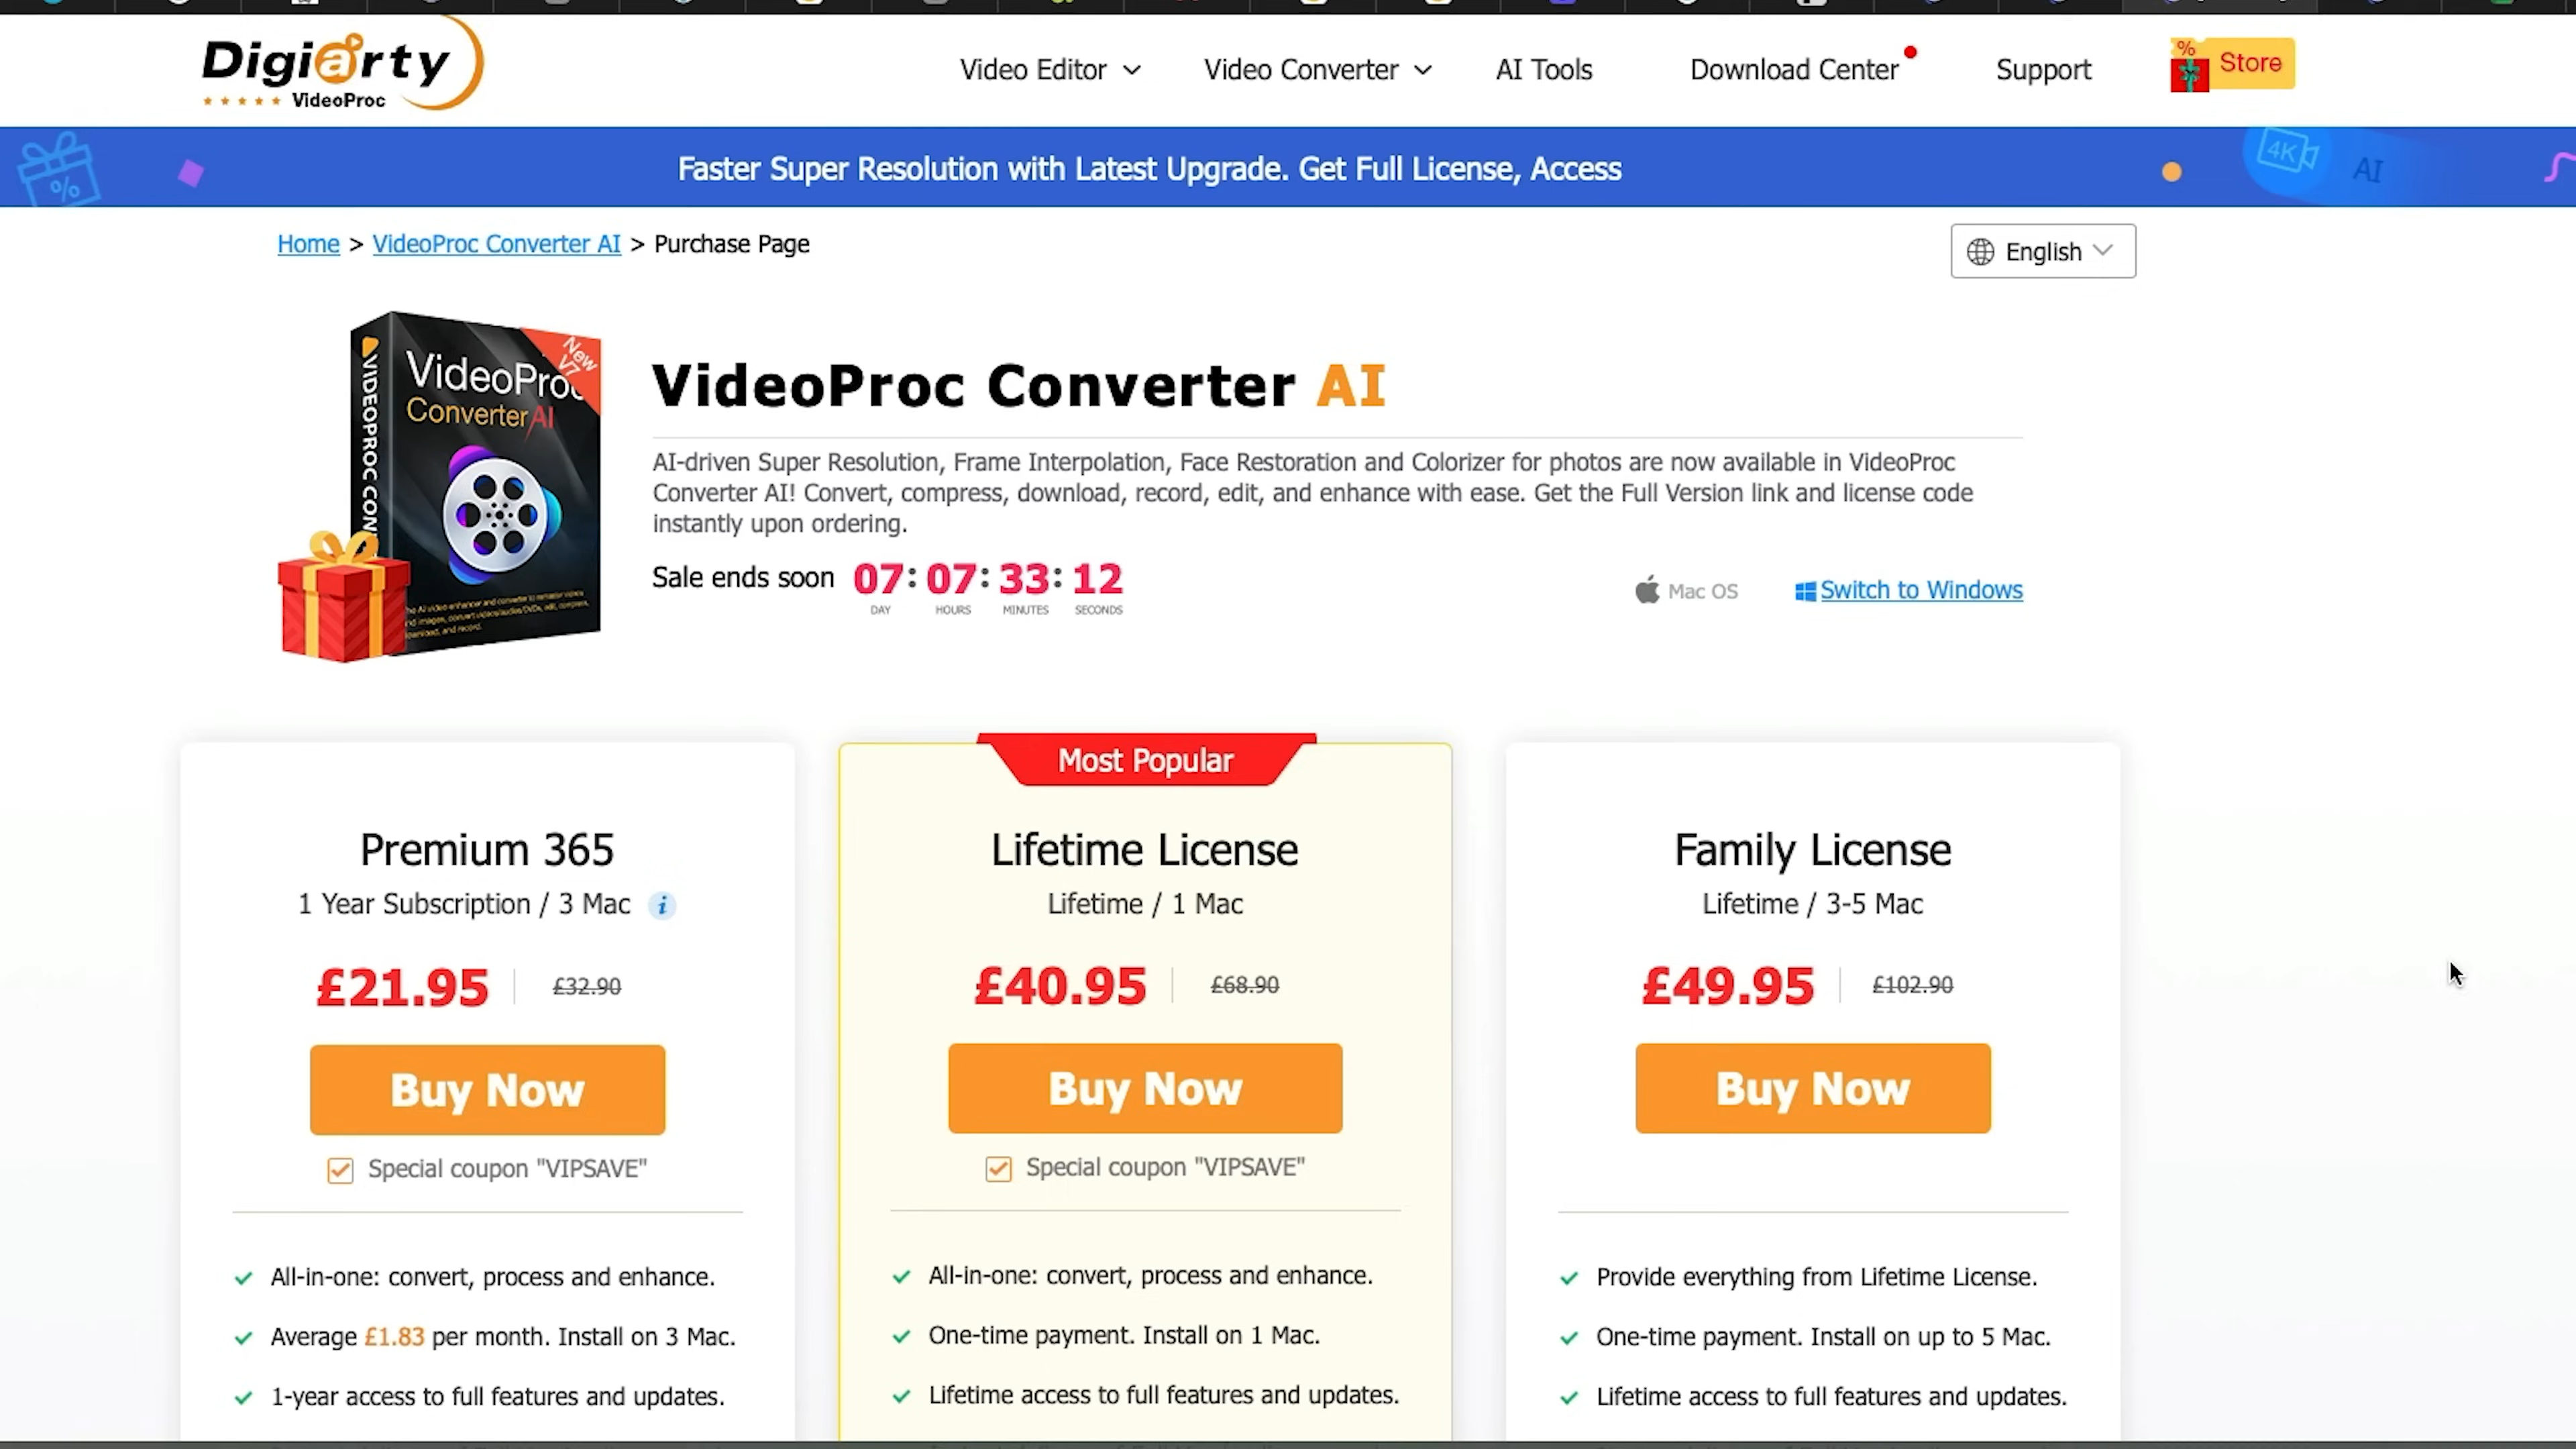 Digiarty
VideoProc
Video Editor
Video Converter
AI Tools
Download Center
Support
%
Store
%
Faster Super Resolution with Latest Upgrade. Get Full License, Access
4K
AI
Home > VideoProc Converter AI > Purchase Page
English
New
V7
VideoProc
Converter AI
VIDEOPROC CON
VideoProc Converter AI
AI-driven Super Resolution, Frame Interpolation, Face Restoration and Colorizer for photos are now available in VideoProc
Converter AI! Convert, compress, download, record, edit, and enhance with ease. Get the Full Version link and license code
instantly upon ordering.
Sale ends soon 07: 07: 33: 12
DAY HOURS MINUTES SECONDS
Mac OS
Switch to Windows
Premium 365
1 Year Subscription / 3 Mac i
£21.95 £32.90
Buy Now
Special coupon "VIPSAVE"
All-in-one: convert, process and enhance.
Average £1.83 per month. Install on 3 Mac.
1-year access to full features and updates.
Most Popular
Lifetime License
Lifetime / 1 Mac
£40.95 £68.90
Buy Now
Special coupon "VIPSAVE"
All-in-one: convert, process and enhance.
One-time payment. Install on 1 Mac.
Lifetime access to full features and updates.
Family License
Lifetime / 3-5 Mac
£49.95 £102.90
Buy Now
Provide everything from Lifetime License.
One-time payment. Install on up to 5 Mac.
Lifetime access to full features and updates.